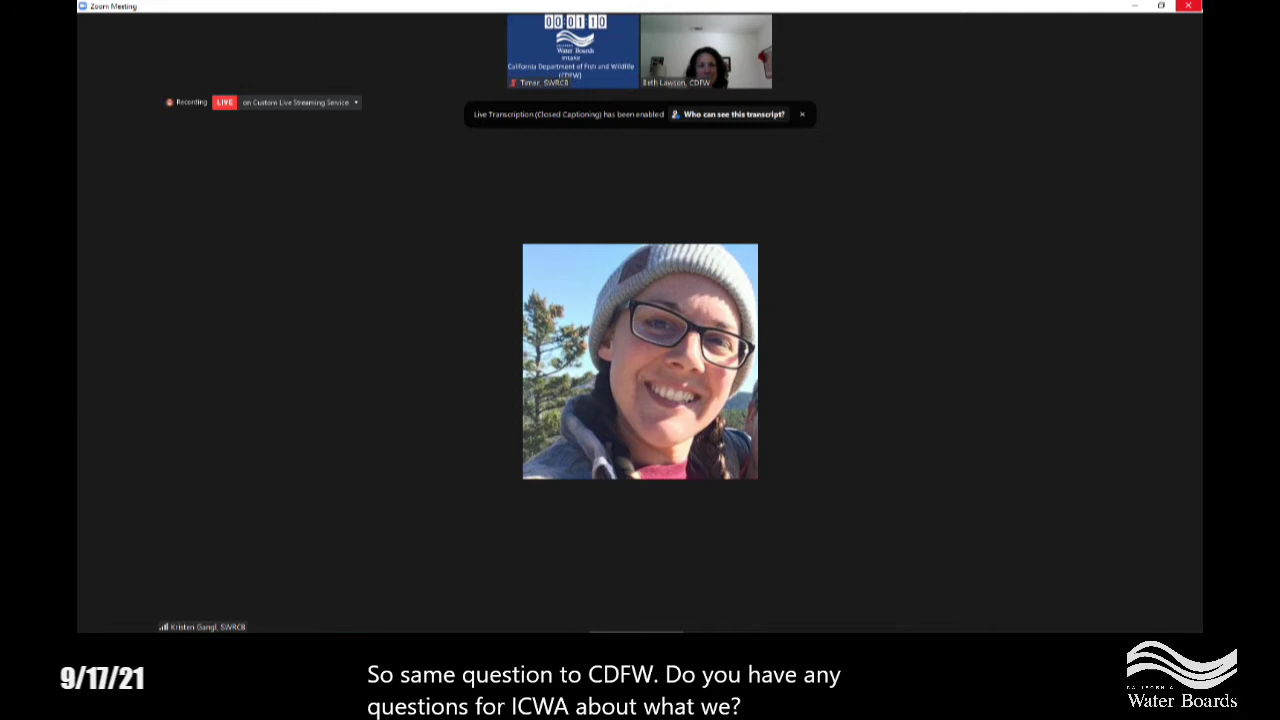 Zoom Meeting
00:01:10
Water Boards
California Department of Fish and Wildlife
(CDFW)
Timer, SWRCB
Beth Lawson, CDFW
Recording
LIVE
on Custom Live Streaming Service
Live Transcription (Closed Captioning) has been enabled
Who can see this transcript?
Kristen Gangl, SWRCB
9/17/21
So same question to CDFW. Do you have any
questions for ICWA about what we?
CALIFORNIA
Water Boards